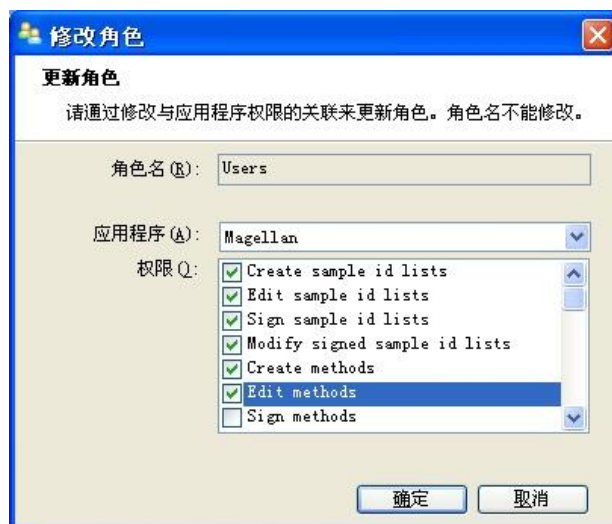 修改角色
更新角色
请通过修改与应用程序权限的关联来更新角色。角色名不能修改。
角色名(R): Users
应用程序(A): Magellan
权限Q:
Create sample id lists
Edit sample id lists
Sign sample id lists
Modify signed sample id lists
Create methods
Edit methods
Sign methods
确定 取消